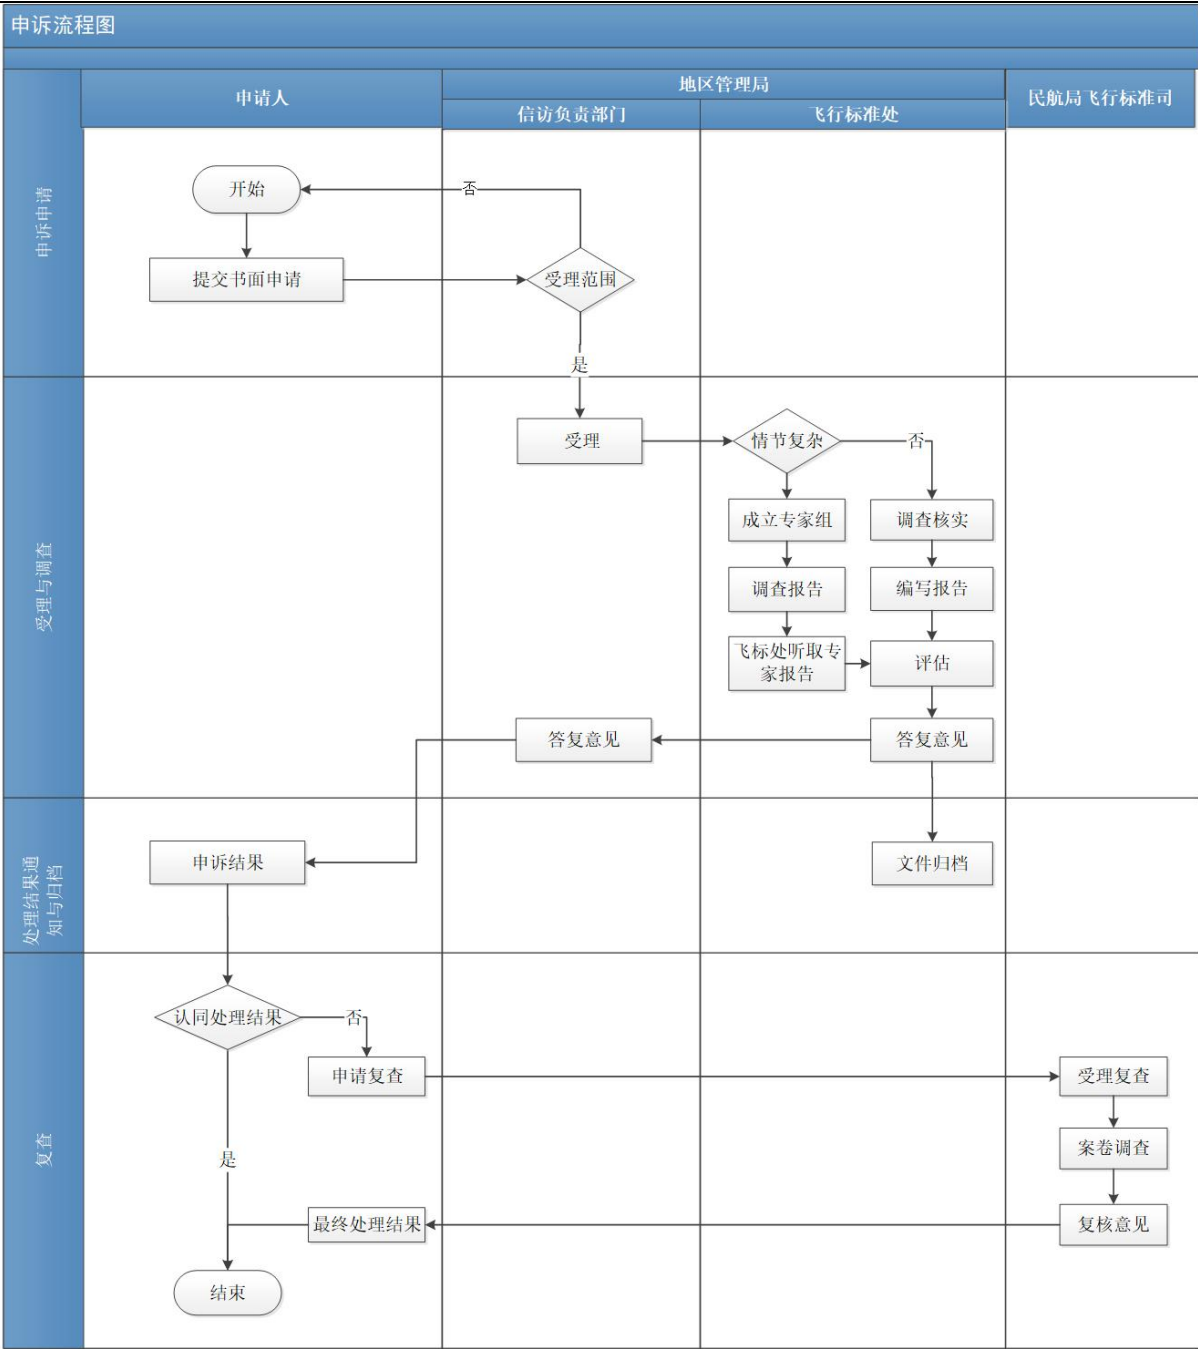 申诉流程图
申请人
地区管理局
民航局飞行标准司
信访负责部门
飞行标准处
申诉申请
开始
否
提交书面申请
受理范围
是
受理与调查
受理
情节复杂
否
成立专家组
调查核实
调查报告
编写报告
飞标处听取专
家报告
评估
答复意见
答复意见
处理结果通
知与归档
申诉结果
文件归档
复查
认同处理结果
否
申请复查
受理复查
案卷调查
是
最终处理结果
复核意见
结束